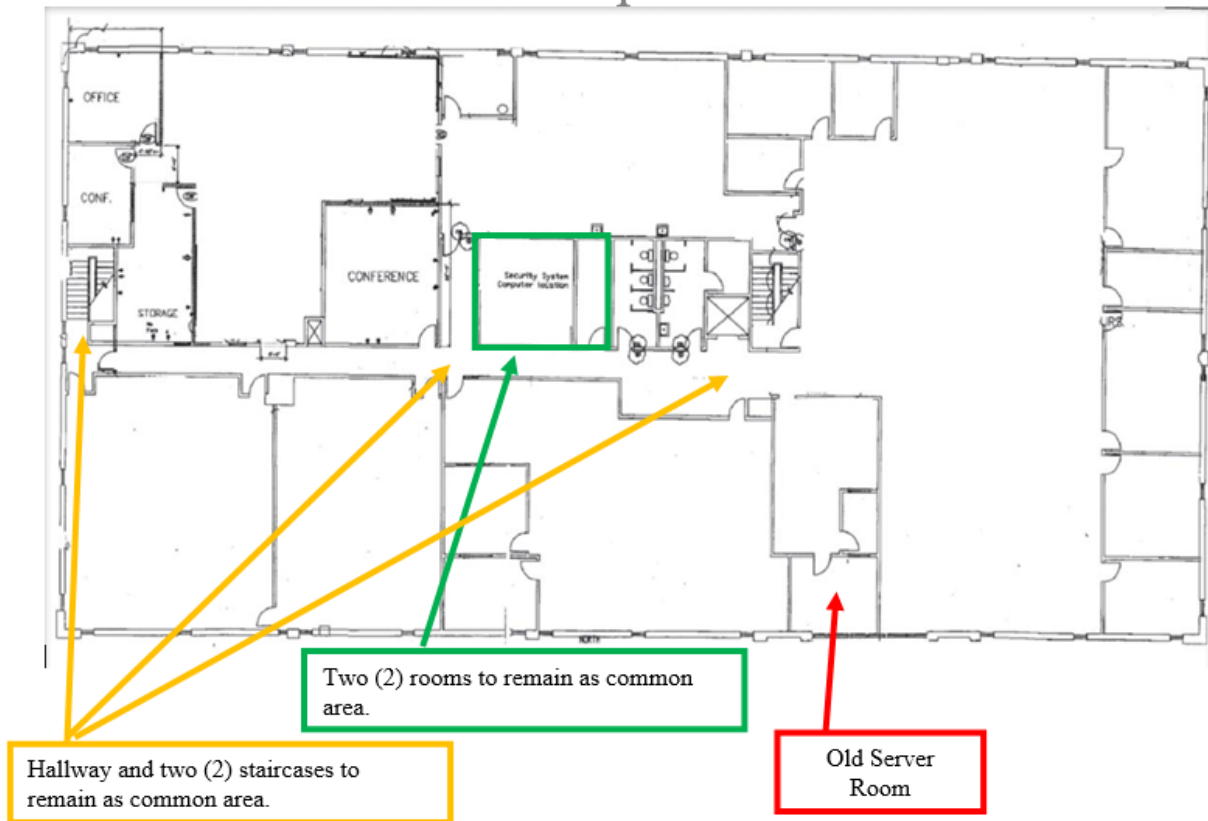 OFFICE
CONF.
CONFERENCE
Security System
Computer location
STORAGE
NORTH
Two (2) rooms to remain as common
area.
Hallway and two (2) staircases to
remain as common area.
Old Server
Room